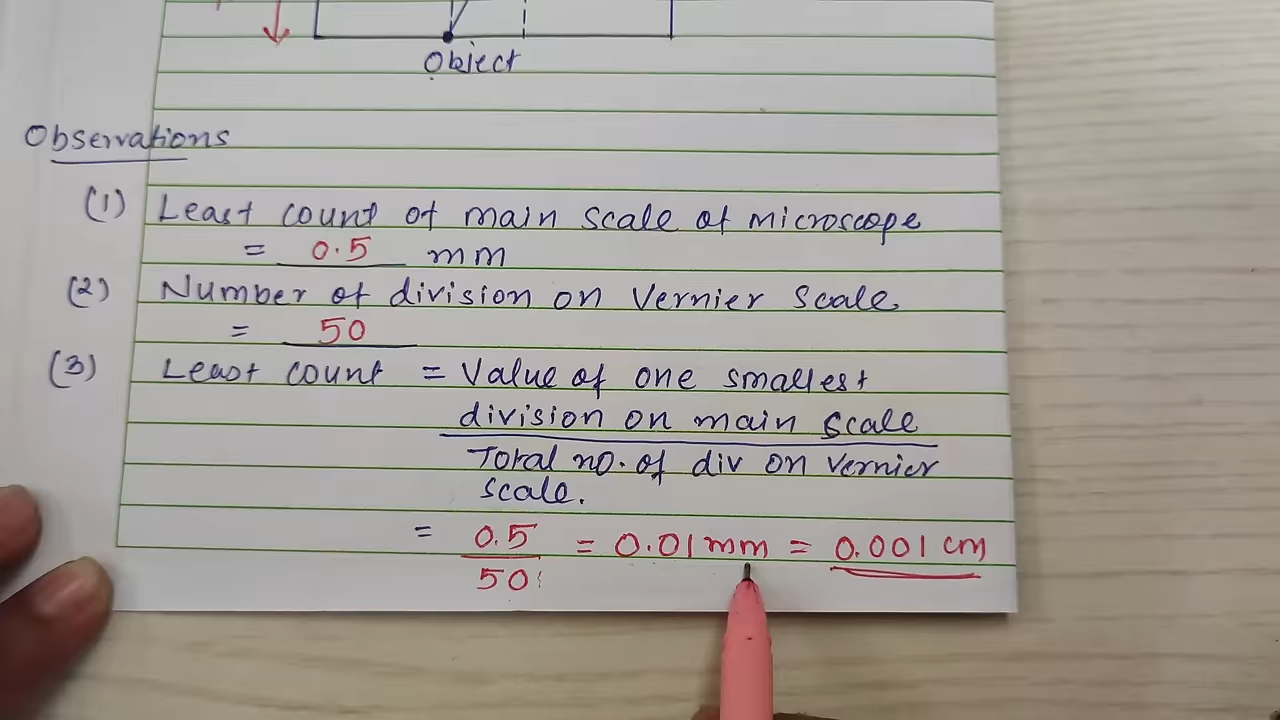 Object
Observations
(1) Least count of main scale of microscope
= 0.5 mm
(2) Number of division on Vernier Scale.
= 50
(3) Least count = Value of one smallest
division on main scale
Total no. of div on vernier
scale.
= 0.5 = 0.01 mm = 0.001 cm
50